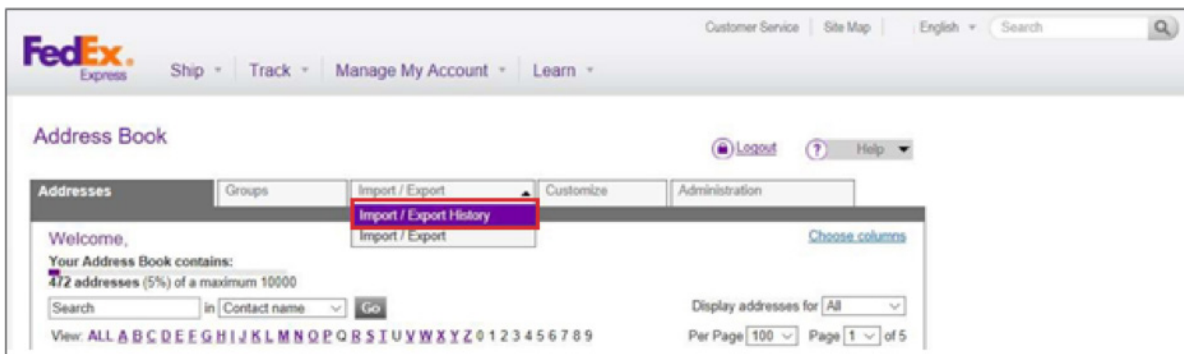 Customer Service Site Map English Search
FedEx.
Express
Ship Track Manage My Account Learn
Address Book
Logout ? Help
Addresses Groups Import / Export Customize Administration
Import / Export History
Import / Export
Welcome,
Choose columns
Your Address Book contains:
472 addresses (5%) of a maximum 10000
Search in Contact name Go Display addresses for All
View: ALL A B C D E F G H I J K L M N O P Q R S T U V W X Y Z 0 1 2 3 4 5 6 7 8 9 Per Page 100 Page 1 of 5